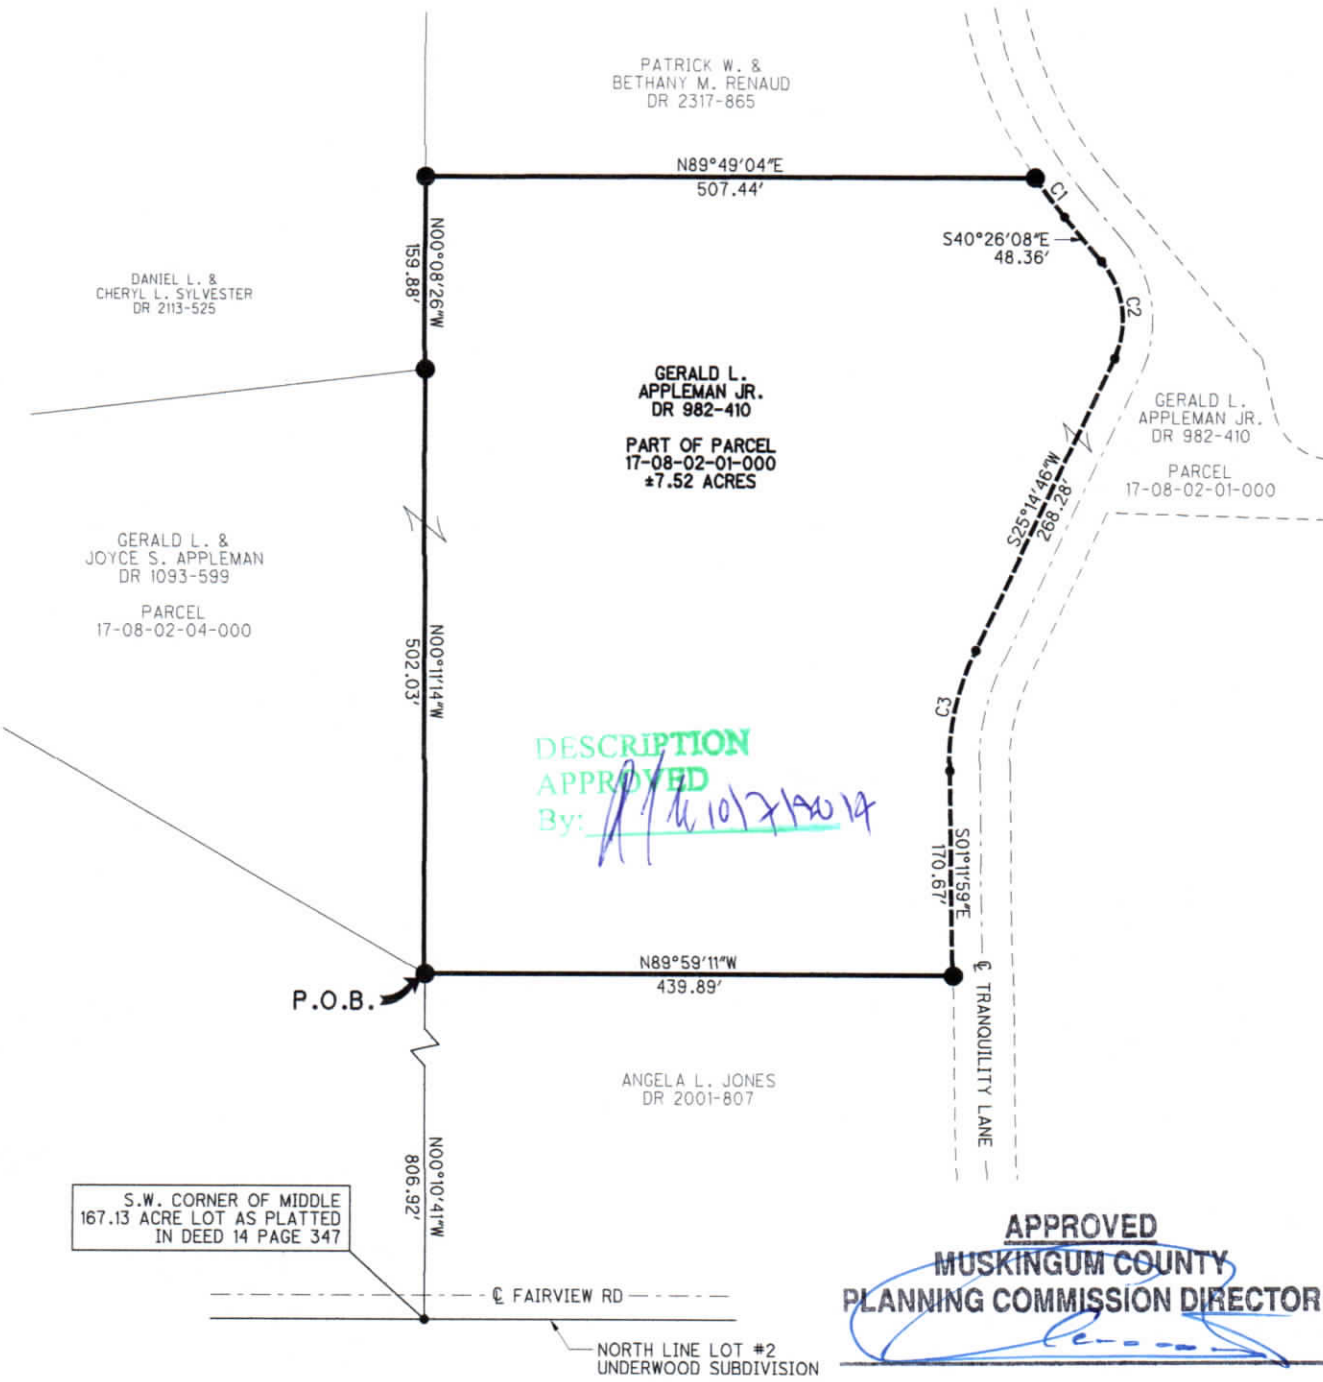 PATRICK W. &
BETHANY M. RENAUD
DR 2317-865
N89°49'04"E
507.44'
C1
S40°26'08"E
48.36'
C2
N00°08'26"W
159.88'
DANIEL L. &
CHERYL L. SYLVESTER
DR 2113-525
GERALD L.
APPLEMAN JR.
DR 982-410
PART OF PARCEL
17-08-02-01-000
±7.52 ACRES
GERALD L.
APPLEMAN JR.
DR 982-410
PARCEL
17-08-02-01-000
S25°14'46"W
268.28'
GERALD L. &
JOYCE S. APPLEMAN
DR 1093-599
PARCEL
17-08-02-04-000
N00°11'14"W
502.03'
C3
DESCRIPTION
APPROVED
By: 10/7/2014
S01°11'59"E
170.67'
N89°59'11"W
439.89'
P.O.B.
℄ TRANQUILITY LANE
ANGELA L. JONES
DR 2001-807
N00°10'41"W
806.92'
S.W. CORNER OF MIDDLE
167.13 ACRE LOT AS PLATTED
IN DEED 14 PAGE 347
℄ FAIRVIEW RD
NORTH LINE LOT #2
UNDERWOOD SUBDIVISION
APPROVED
MUSKINGUM COUNTY
PLANNING COMMISSION DIRECTOR